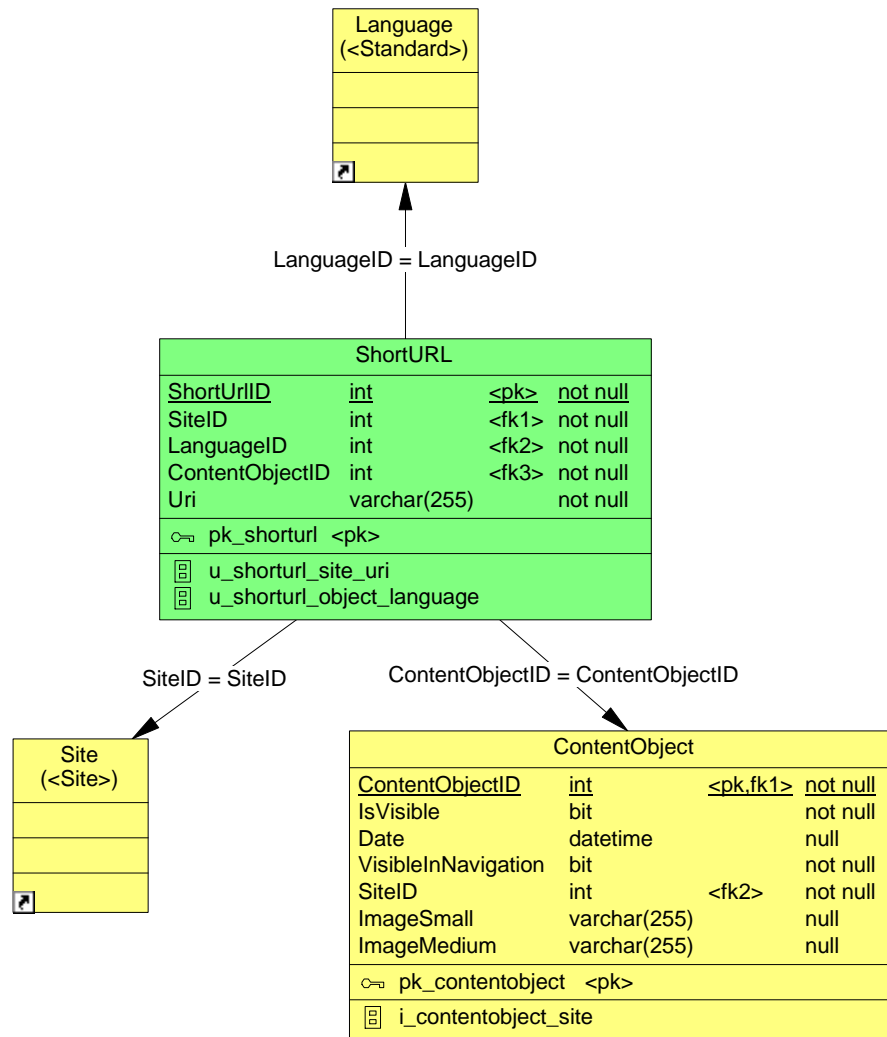 Language
(<Standard>)
LanguageID = LanguageID
ShortURL
ShortUrlID int <pk> not null
SiteID int <fk1> not null
LanguageID int <fk2> not null
ContentObjectID int <fk3> not null
Uri varchar(255) not null
pk_shorturl <pk>
u_shorturl_site_uri
u_shorturl_object_language
SiteID = SiteID
ContentObjectID = ContentObjectID
Site
(<Site>)
ContentObject
ContentObjectID int <pk,fk1> not null
IsVisible bit not null
Date datetime null
VisibleInNavigation bit not null
SiteID int <fk2> not null
ImageSmall varchar(255) null
ImageMedium varchar(255) null
pk_contentobject <pk>
i_contentobject_site